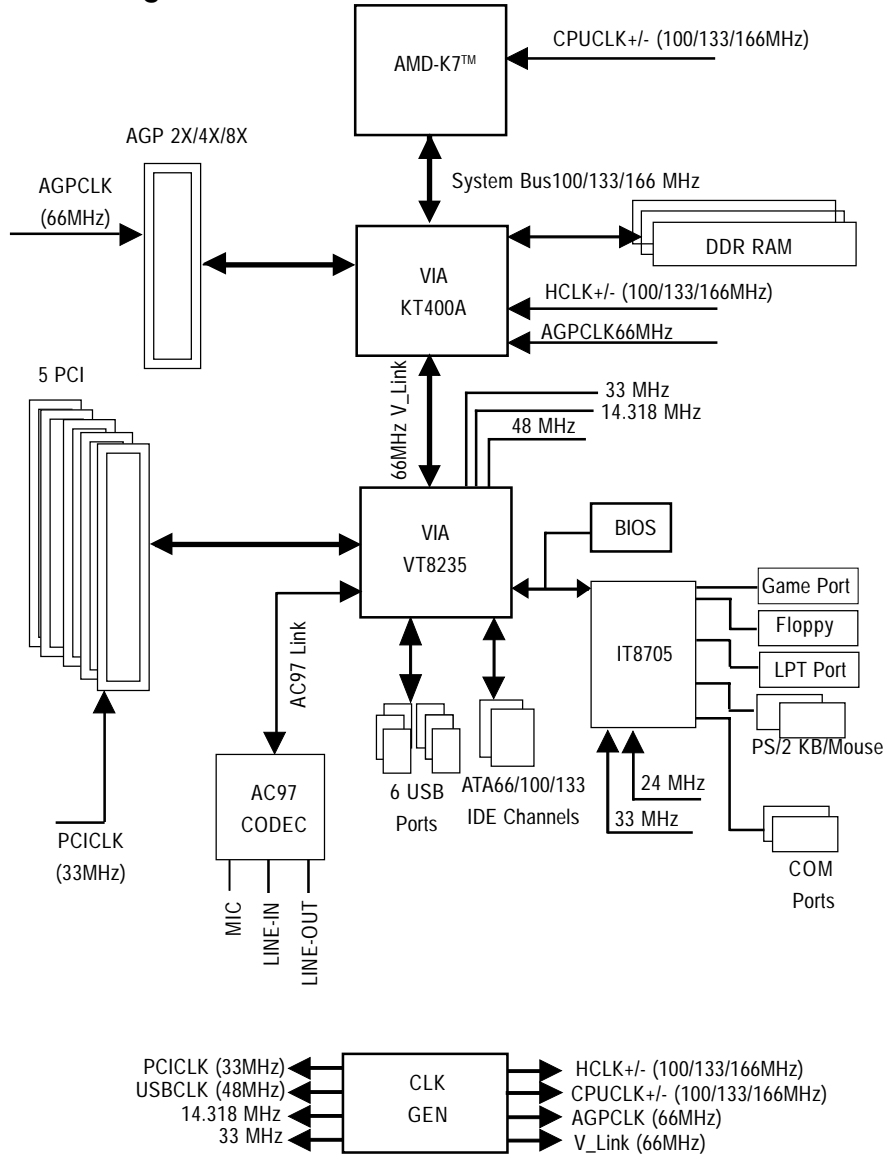 CPUCLK+/- (100/133/166MHz)
AMD-K7™
AGP 2X/4X/8X
System Bus100/133/166 MHz
AGPCLK
(66MHz)
DDR RAM
VIA
KT400A
HCLK+/- (100/133/166MHz)
AGPCLK66MHz
5 PCI
66MHz V_Link
33 MHz
14.318 MHz
48 MHz
BIOS
VIA
VT8235
Game Port
Floppy
IT8705
LPT Port
AC97 Link
PS/2 KB/Mouse
AC97
CODEC
6 USB
Ports
ATA66/100/133
IDE Channels
24 MHz
33 MHz
PCICLK
(33MHz)
COM
Ports
MIC
LINE-IN
LINE-OUT
PCICLK (33MHz)
USBCLK (48MHz)
14.318 MHz
33 MHz
CLK
GEN
HCLK+/- (100/133/166MHz)
CPUCLK+/- (100/133/166MHz)
AGPCLK (66MHz)
V_Link (66MHz)